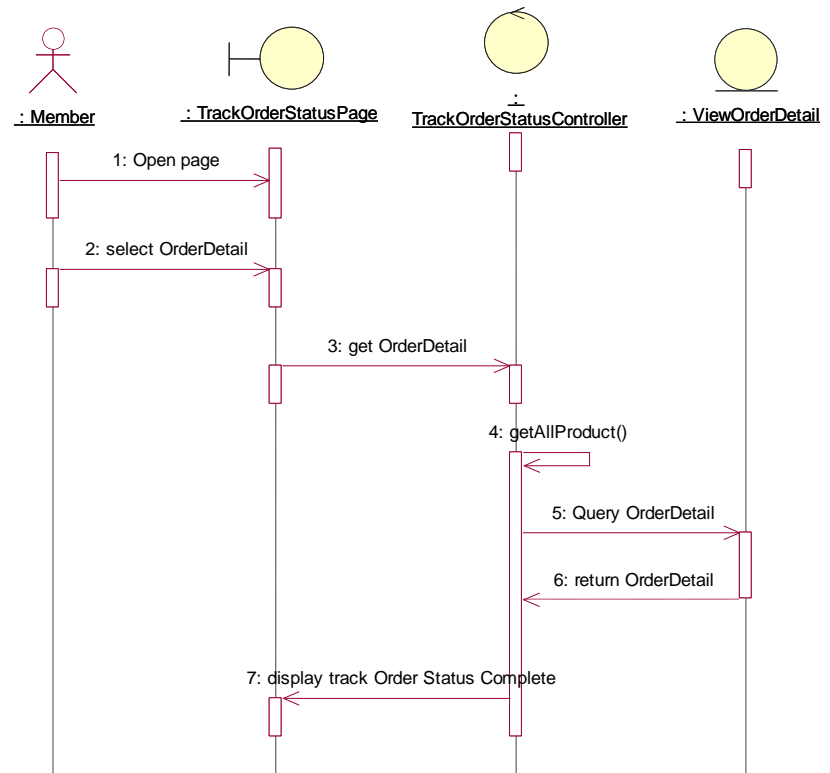 : Member
: TrackOrderStatusPage
:
TrackOrderStatusController
: ViewOrderDetail
1: Open page
2: select OrderDetail
3: get OrderDetail
4: getAllProduct()
5: Query OrderDetail
6: return OrderDetail
7: display track Order Status Complete